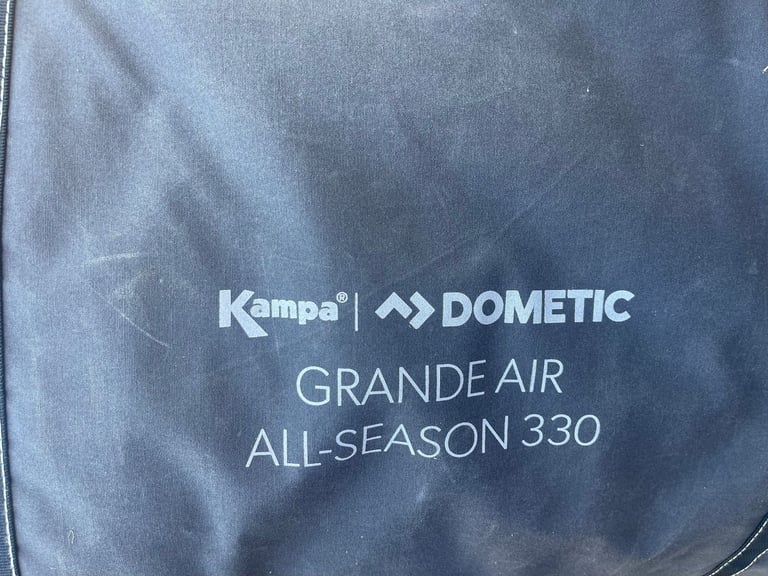 Kampa® | DOMETIC
GRANDE AIR
ALL-SEASON 330